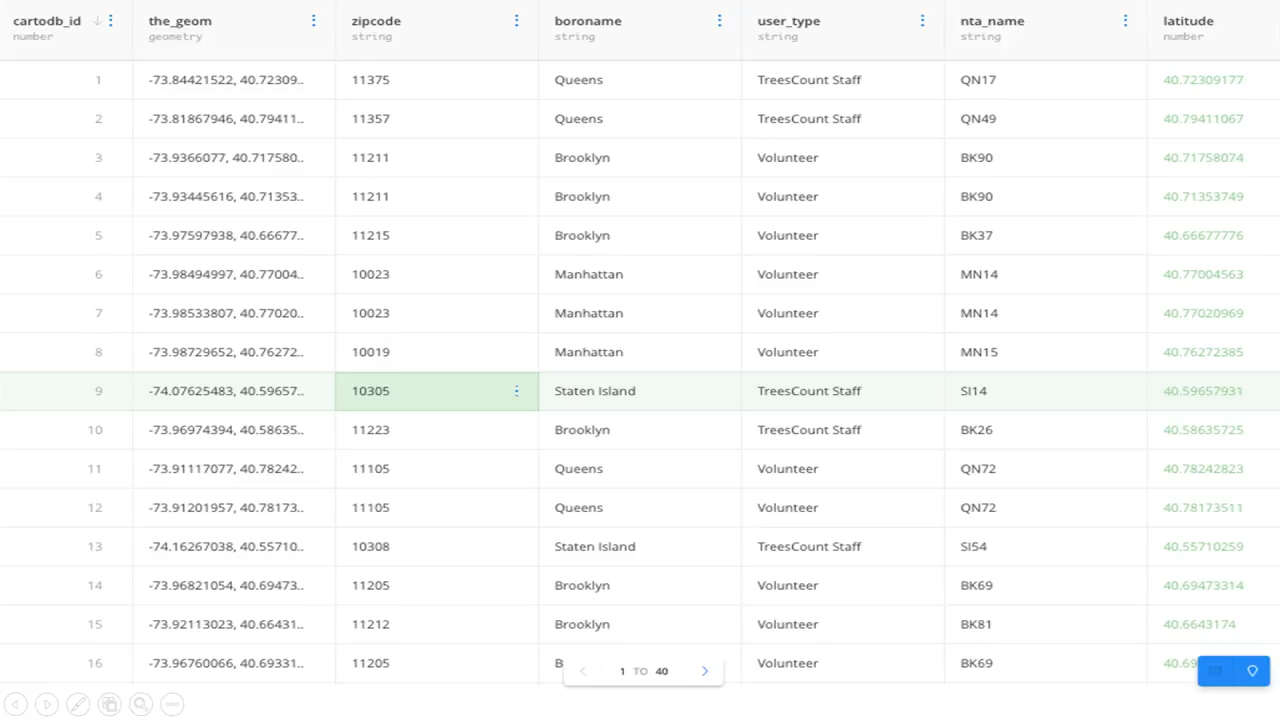 cartodb_id the_geom zipcode boroname user_type nta_name latitude
number geometry string string string string number
1 -73.84421522, 40.72309.. 11375 Queens TreesCount Staff QN17 40.72309177
2 -73.81867946, 40.79411.. 11357 Queens TreesCount Staff QN49 40.79411067
3 -73.9366077, 40.717580.. 11211 Brooklyn Volunteer BK90 40.71758074
4 -73.93445616, 40.71353.. 11211 Brooklyn Volunteer BK90 40.71353749
5 -73.97597938, 40.66677.. 11215 Brooklyn Volunteer BK37 40.66677776
6 -73.98494997, 40.77004.. 10023 Manhattan Volunteer MN14 40.77004563
7 -73.98533807, 40.77020.. 10023 Manhattan Volunteer MN14 40.77020969
8 -73.98729652, 40.76272.. 10019 Manhattan Volunteer MN15 40.76272385
9 -74.07625483, 40.59657.. 10305 Staten Island TreesCount Staff SI14 40.59657931
10 -73.96974394, 40.58635.. 11223 Brooklyn TreesCount Staff BK26 40.58635725
11 -73.91117077, 40.78242.. 11105 Queens Volunteer QN72 40.78242823
12 -73.91201957, 40.78173.. 11105 Queens Volunteer QN72 40.78173511
13 -74.16267038, 40.55710.. 10308 Staten Island TreesCount Staff SI54 40.55710259
14 -73.96821054, 40.69473.. 11205 Brooklyn Volunteer BK69 40.69473314
15 -73.92113023, 40.66431.. 11212 Brooklyn Volunteer BK81 40.6643174
16 -73.96760066, 40.69331.. 11205 B Volunteer BK69 40.69
1 TO 40